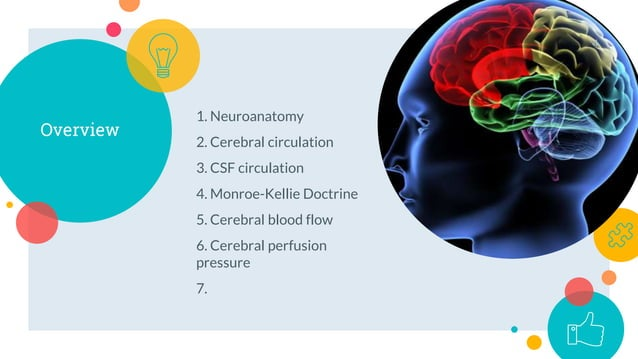 Overview
1. Neuroanatomy
2. Cerebral circulation
3. CSF circulation
4. Monroe-Kellie Doctrine
5. Cerebral blood flow
6. Cerebral perfusion
pressure
7.